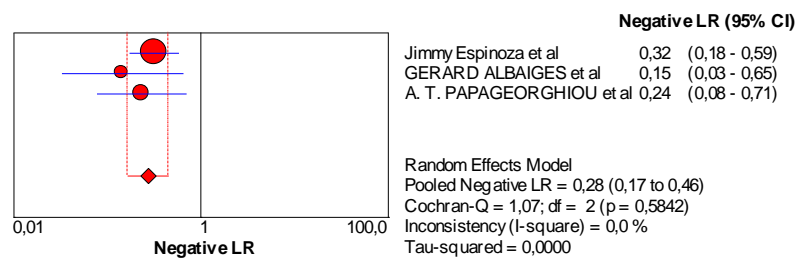 Negative LR (95% CI)
Jimmy Espinoza et al 0,32 (0,18 - 0,59)
GERARD ALBAIGES et al 0,15 (0,03 - 0,65)
A. T. PAPAGEORGHIOU et al 0,24 (0,08 - 0,71)
Random Effects Model
Pooled Negative LR = 0,28 (0,17 to 0,46)
Cochran-Q = 1,07; df = 2 (p = 0,5842)
Inconsistency (I-square) = 0,0 %
Tau-squared = 0,0000
0,01 1 100,0
Negative LR